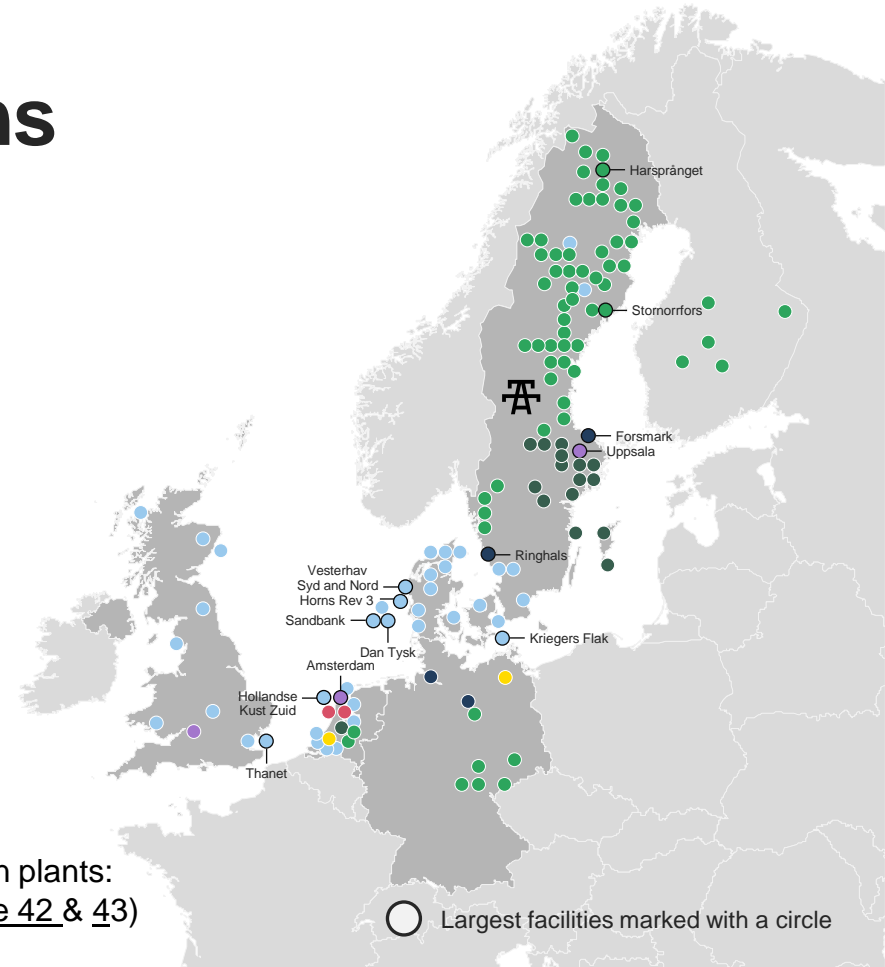 ns
Harsprånget
Stornorrfors
Forsmark
Uppsala
Ringhals
Vesterhav
Syd and Nord
Horns Rev 3
Sandbank
Dan Tysk
Kriegers Flak
Amsterdam
Hollandse
Kust Zuid
Thanet
n plants:
e 42 & 43)
Largest facilities marked with a circle